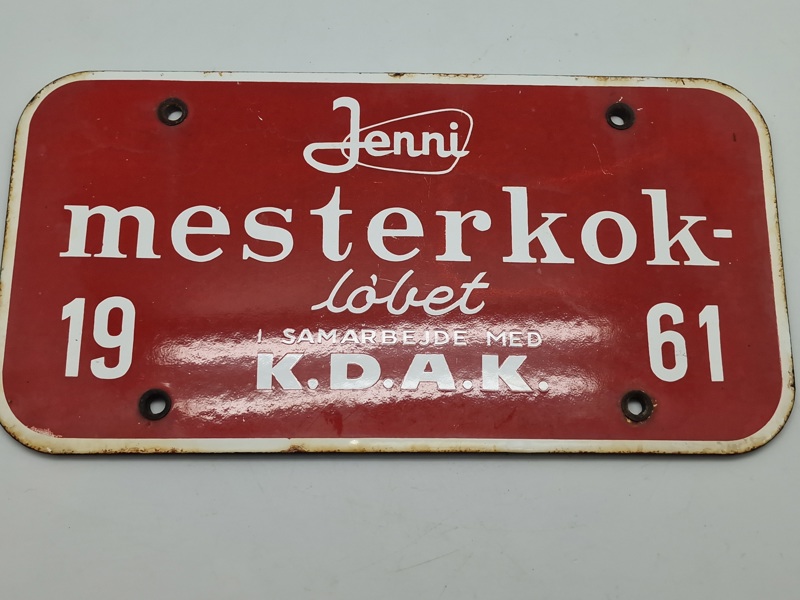 Jenni
mesterkok-
løbet
19 61
I SAMARBEJDE MED
K.D.A.K.